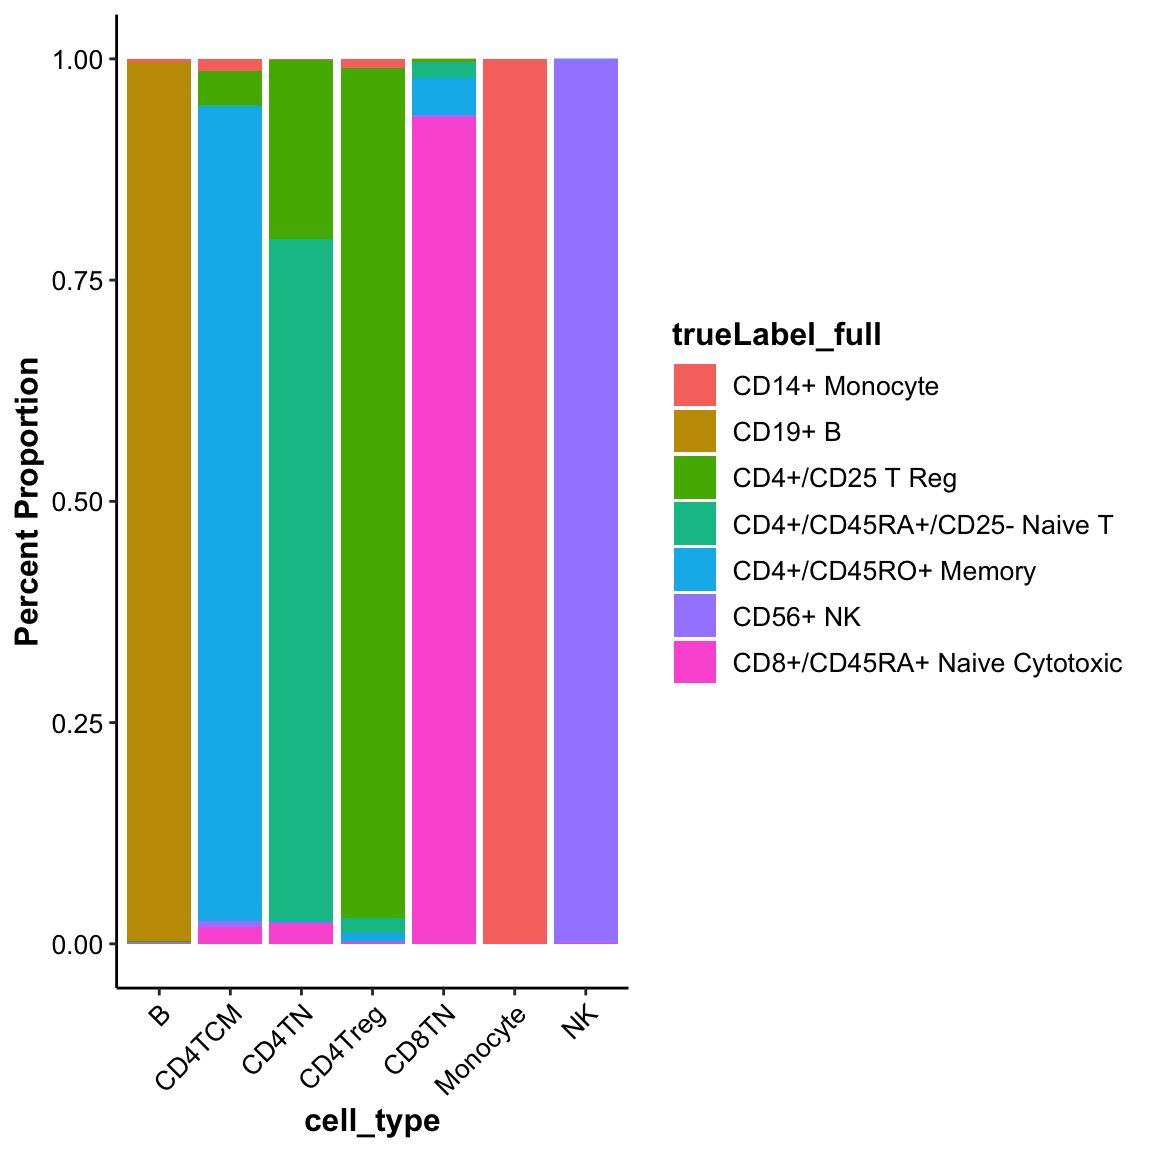 Percent Proportion
1.00
0.75
0.50
0.25
0.00
B
CD4TCM
CD4TN
CD4Treg
CD8TN
Monocyte
NK
cell_type
trueLabel_full
CD14+ Monocyte
CD19+ B
CD4+/CD25 T Reg
CD4+/CD45RA+/CD25- Naive T
CD4+/CD45RO+ Memory
CD56+ NK
CD8+/CD45RA+ Naive Cytotoxic